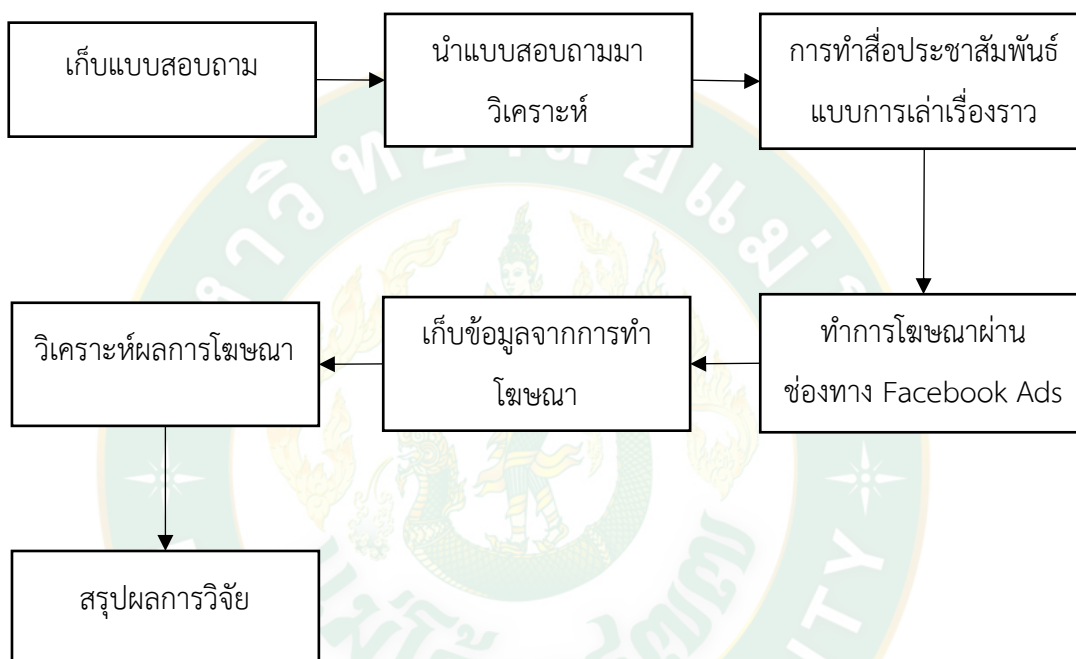 เก็บแบบสอบถาม
นำแบบสอบถามมา
วิเคราะห์
การทำสื่อประชาสัมพันธ์
แบบการเล่าเรื่องราว
วิเคราะห์ผลการโฆษณา
เก็บข้อมูลจากการทำ
โฆษณา
ทำการโฆษณาผ่าน
ช่องทาง Facebook Ads
สรุปผลการวิจัย